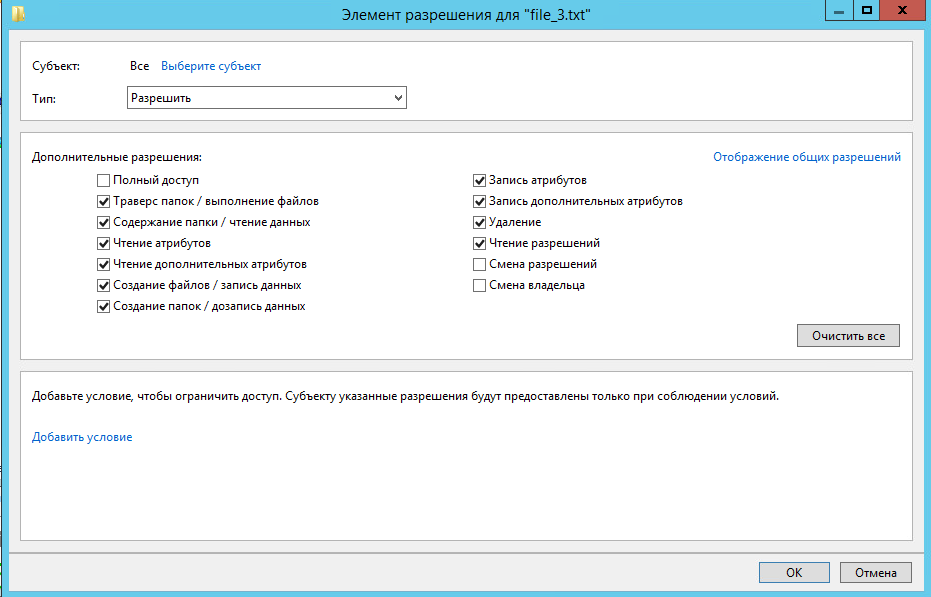 Элемент разрешения для "file_3.txt"
Субъект: Все Выберите субъект
Тип: Разрешить
Дополнительные разрешения: Отображение общих разрешений
Полный доступ
Траверс папок / выполнение файлов
Содержание папки / чтение данных
Чтение атрибутов
Чтение дополнительных атрибутов
Создание файлов / запись данных
Создание папок / дозапись данных
Запись атрибутов
Запись дополнительных атрибутов
Удаление
Чтение разрешений
Смена разрешений
Смена владельца
Очистить все
Добавьте условие, чтобы ограничить доступ. Субъекту указанные разрешения будут предоставлены только при соблюдении условий.
Добавить условие
ОК Отмена